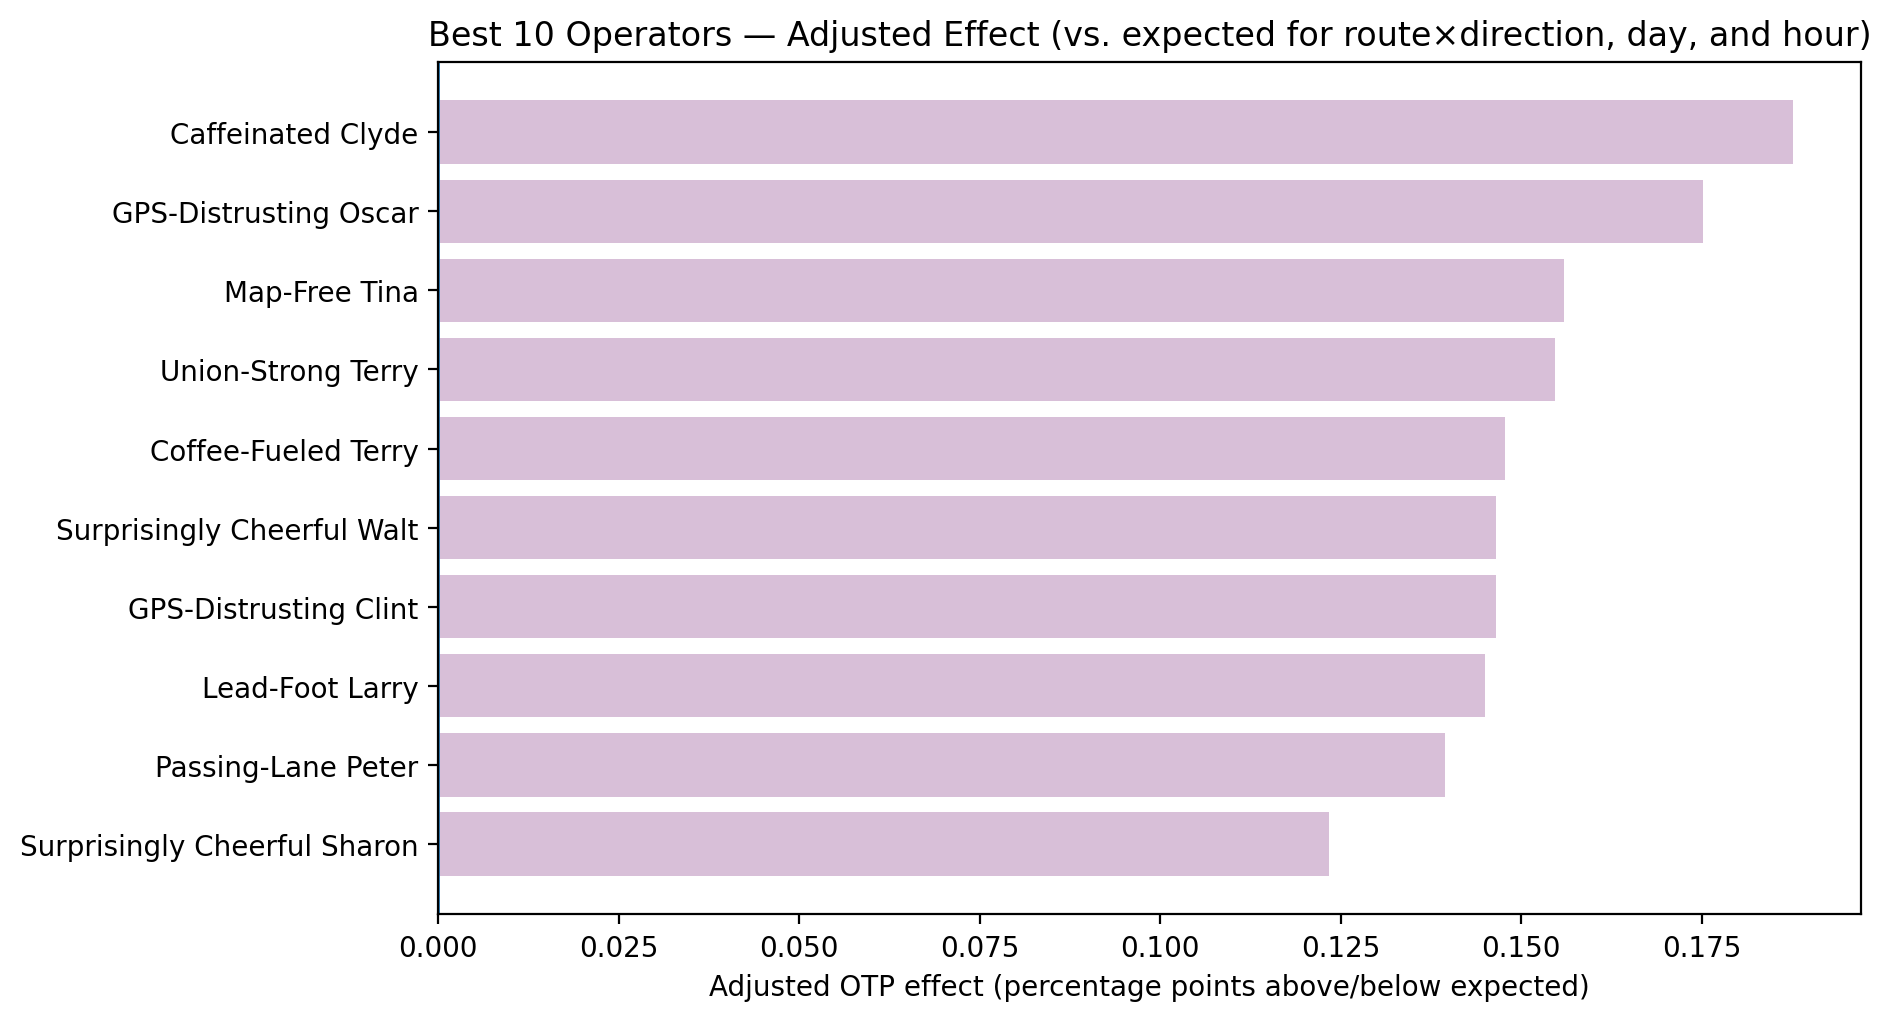 Best 10 Operators — Adjusted Effect (vs. expected for route×direction, day, and hour)
Caffeinated Clyde
GPS-Distrusting Oscar
Map-Free Tina
Union-Strong Terry
Coffee-Fueled Terry
Surprisingly Cheerful Walt
GPS-Distrusting Clint
Lead-Foot Larry
Passing-Lane Peter
Surprisingly Cheerful Sharon
0.000 0.025 0.050 0.075 0.100 0.125 0.150 0.175
Adjusted OTP effect (percentage points above/below expected)